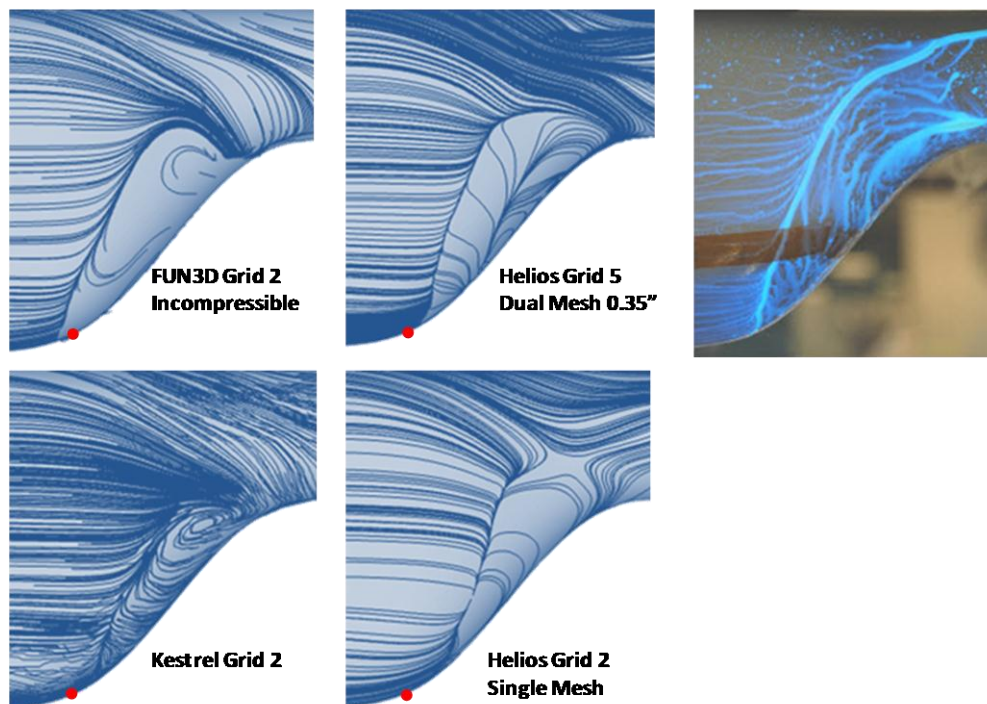 FUN3D Grid 2
Incompressible
Helios Grid 5
Dual Mesh 0.35”
Kestrel Grid 2
Helios Grid 2
Single Mesh